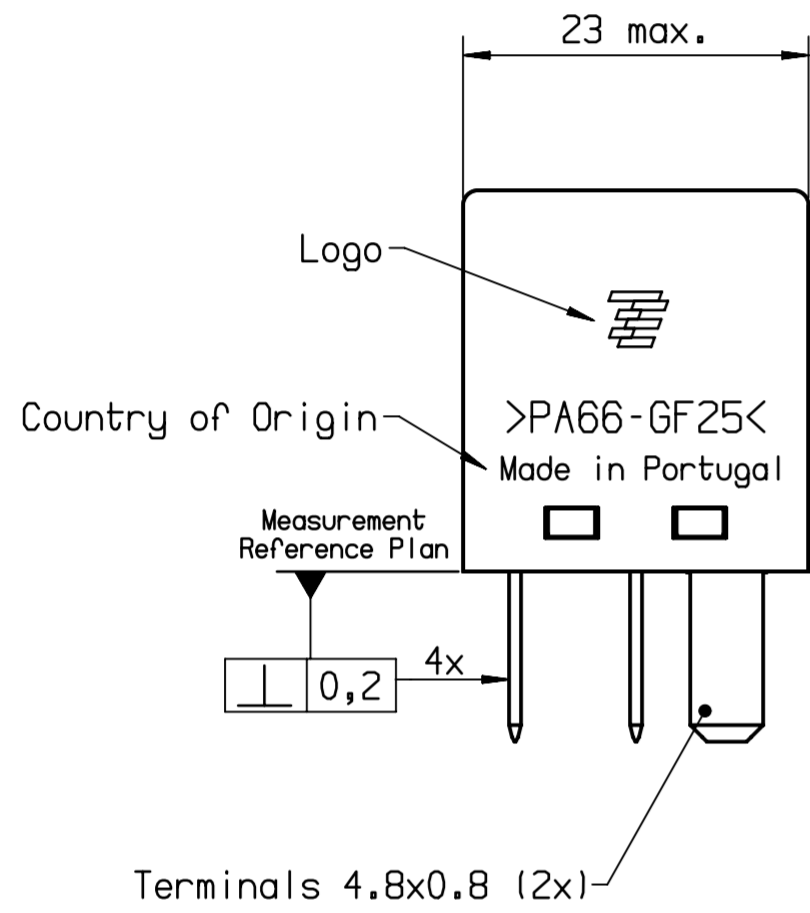 23 max.
Logo
Country of Origin
>PA66-GF25<
Made in Portugal
Measurement
Reference Plan
⊥ 0,2
4x
Terminals 4.8x0.8 (2x)